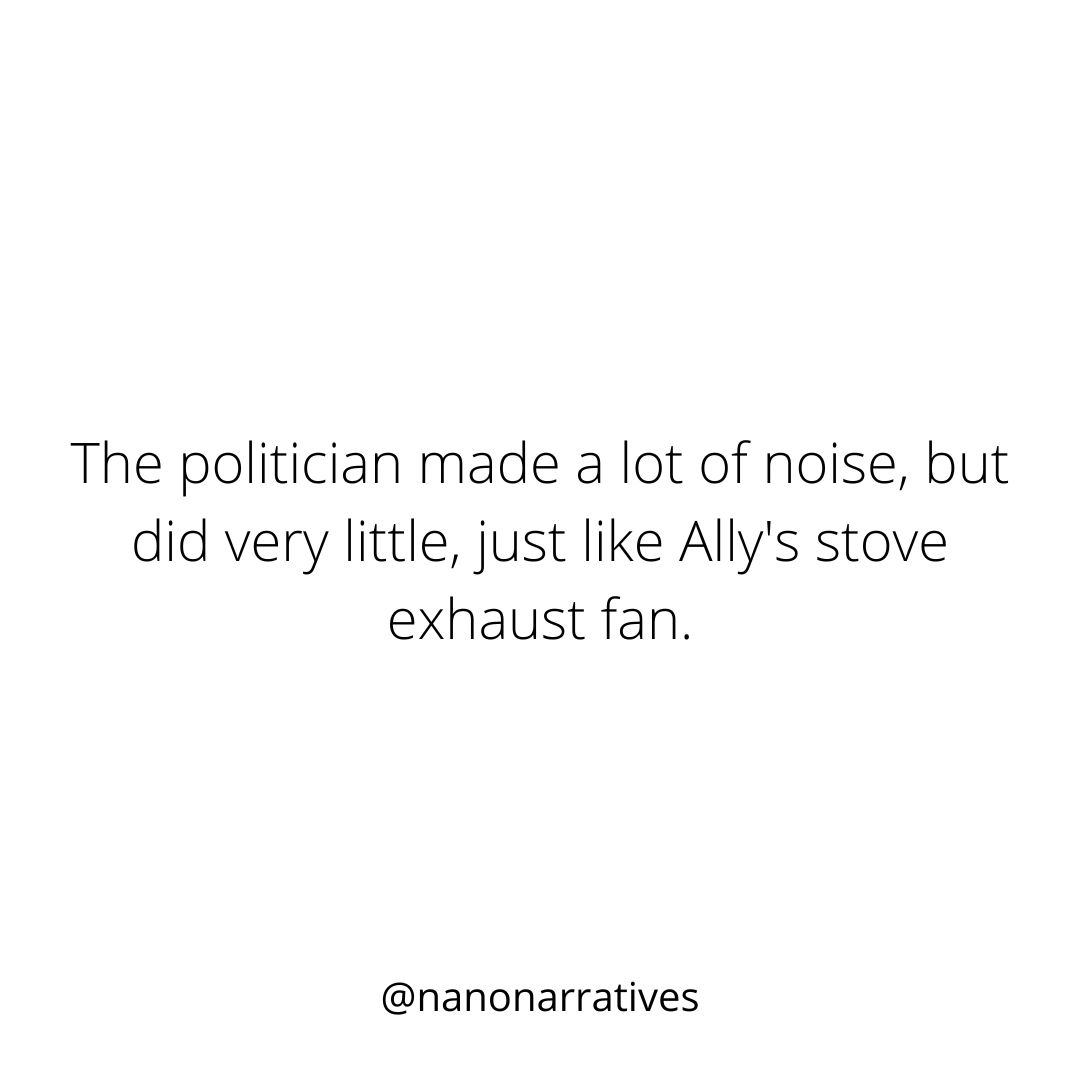 The politician made a lot of noise, but
did very little, just like Ally's stove
exhaust fan.
@nanonarratives